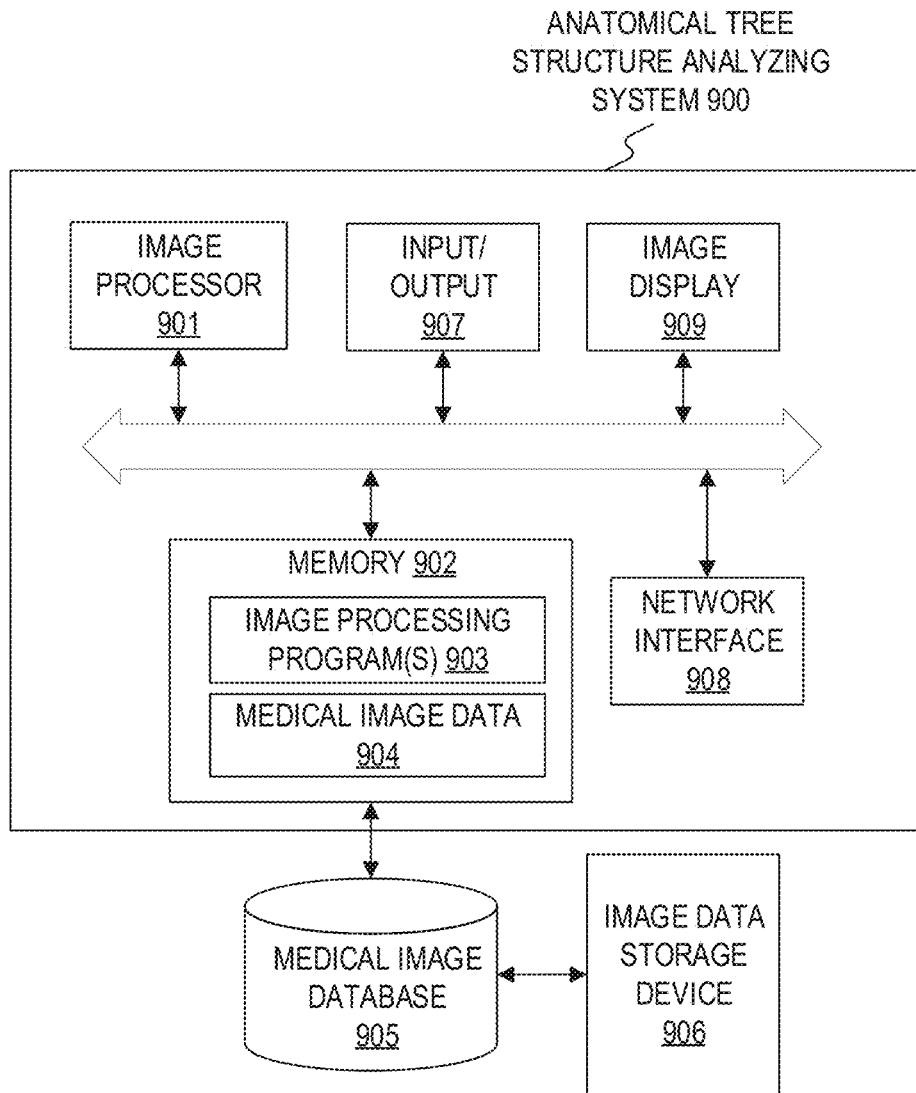 ANATOMICAL TREE
STRUCTURE ANALYZING
SYSTEM 900
IMAGE
PROCESSOR
901
INPUT/
OUTPUT
907
IMAGE
DISPLAY
909
MEMORY 902
IMAGE PROCESSING
PROGRAM(S) 903
MEDICAL IMAGE DATA
904
NETWORK
INTERFACE
908
MEDICAL IMAGE
DATABASE
905
IMAGE DATA
STORAGE
DEVICE
906